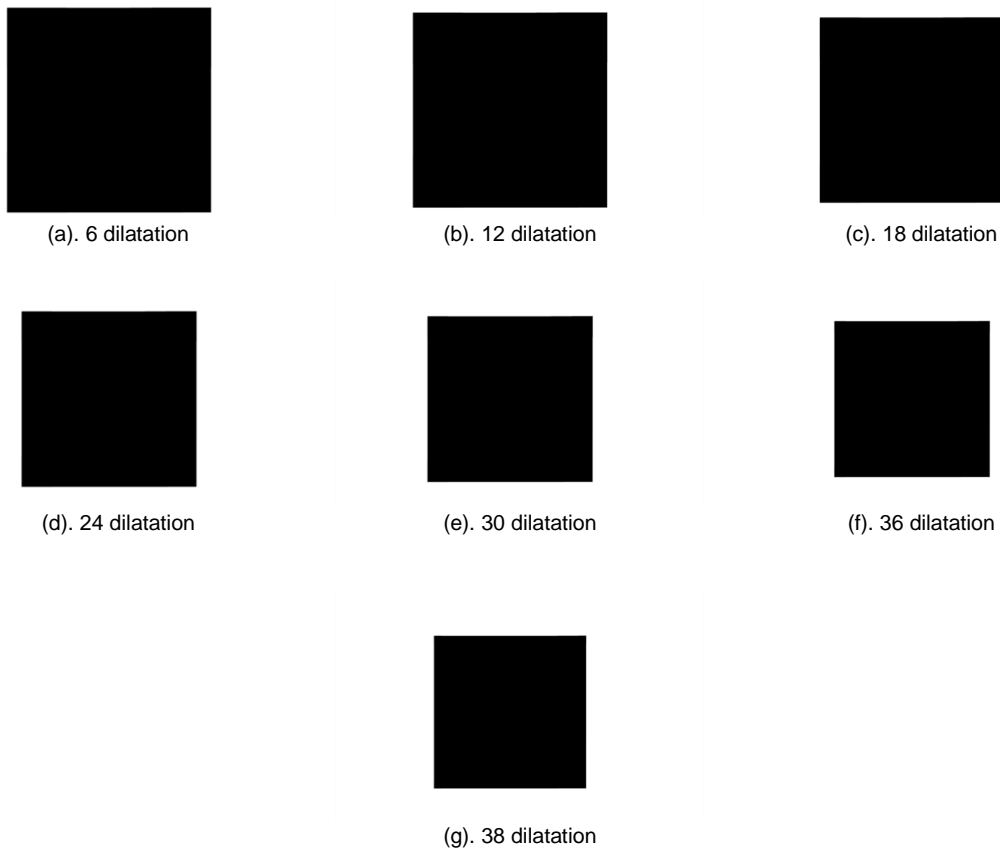 (a). 6 dilatation
(b). 12 dilatation
(c). 18 dilatation
(d). 24 dilatation
(e). 30 dilatation
(f). 36 dilatation
(g). 38 dilatation